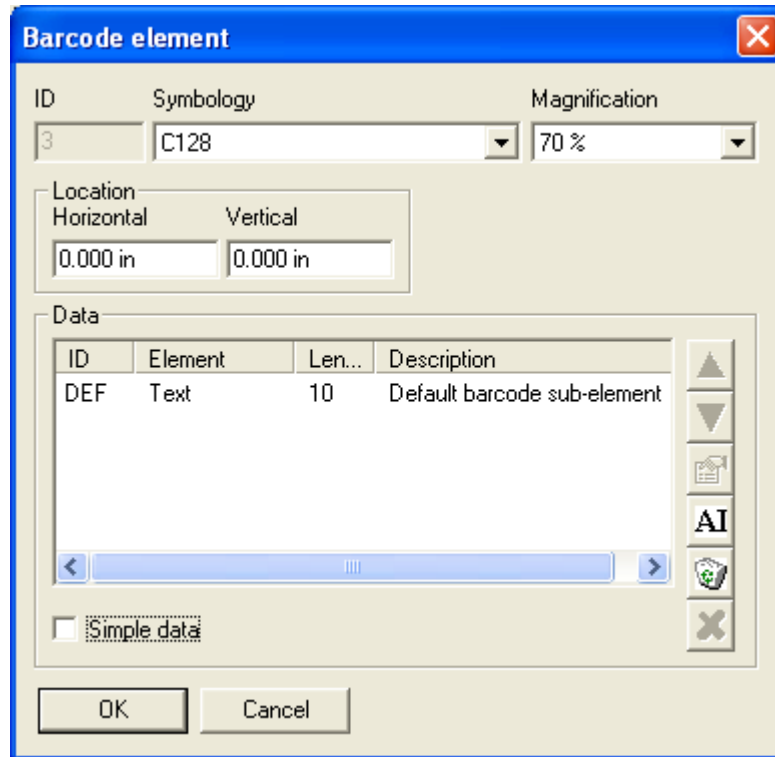 Barcode element
ID Symbology Magnification
3 C128 70 %
Location
Horizontal Vertical
0.000 in 0.000 in
Data
ID Element Len... Description
DEF Text 10 Default barcode sub-element
AI
Simple data
OK Cancel